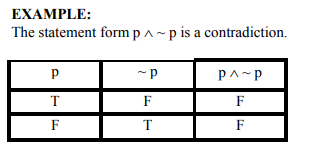 EXAMPLE:
The statement form p ∧ ~ p is a contradiction.
p ~ p p ∧ ~ p
T F F
F T F